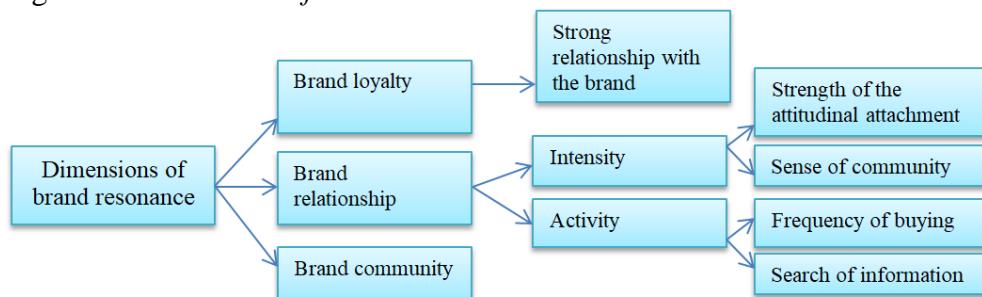 Strong
relationship with
the brand
Brand loyalty
Strength of the
attitudinal attachment
Dimensions of
brand resonance
Brand
relationship
Intensity
Sense of community
Activity
Frequency of buying
Brand community
Search of information